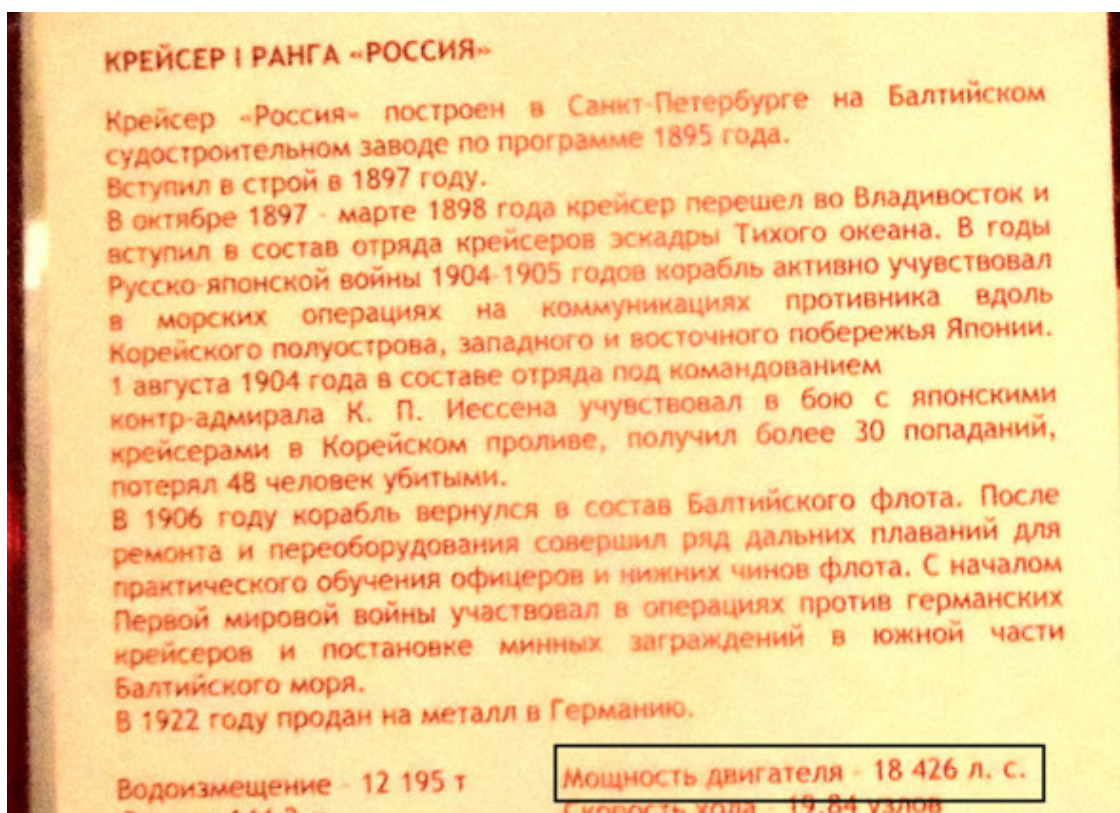 КРЕЙСЕР I РАНГА «РОССИЯ»
Крейсер «Россия» построен в Санкт-Петербурге на Балтийском
судостроительном заводе по программе 1895 года.
Вступил в строй в 1897 году.
В октябре 1897 - марте 1898 года крейсер перешел во Владивосток и
вступил в состав отряда крейсеров эскадры Тихого океана. В годы
Русско-японской войны 1904-1905 годов корабль активно учувствовал
в морских операциях на коммуникациях противника вдоль
Корейского полуострова, западного и восточного побережья Японии.
1 августа 1904 года в составе отряда под командованием
контр-адмирала К. П. Иессена учувствовал в бою с японскими
крейсерами в Корейском проливе, получил более 30 попаданий,
потерял 48 человек убитыми.
В 1906 году корабль вернулся в состав Балтийского флота. После
ремонта и переоборудования совершил ряд дальних плаваний для
практического обучения офицеров и нижних чинов флота. С началом
Первой мировой войны участвовал в операциях против германских
крейсеров и постановке минных заграждений в южной части
Балтийского моря.
В 1922 году продан на металл в Германию.
Водоизмещение - 12 195 т
Мощность двигателя - 18 426 л. с.
Скорость хода - 19,84 узлов